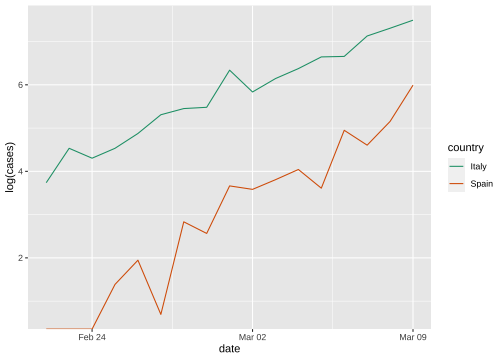 log(cases)
6
4
2
Feb 24
Mar 02
Mar 09
date
country
Italy
Spain